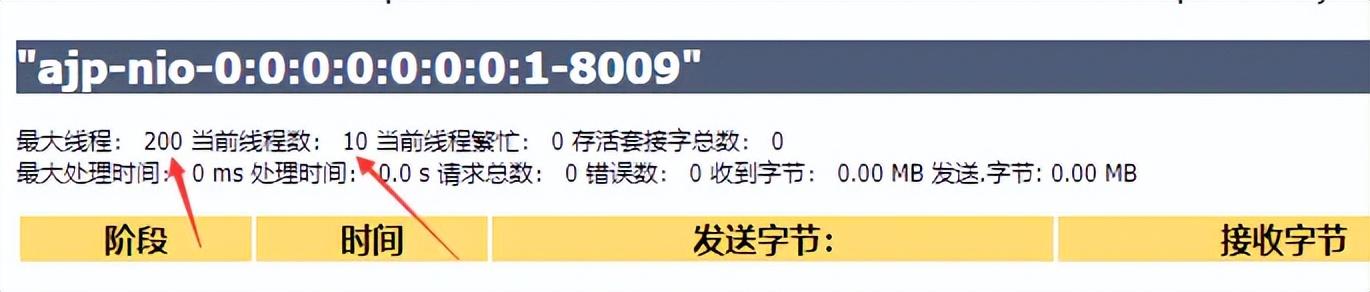 "ajp-nio-0:0:0:0:0:0:0:1-8009"
最大线程： 200 当前线程数： 10 当前线程繁忙： 0 存活套接字总数： 0
最大处理时间： 0 ms 处理时间： 0.0 s 请求总数： 0 错误数： 0 收到字节： 0.00 MB 发送.字节: 0.00 MB
阶段 时间 发送字节： 接收字节